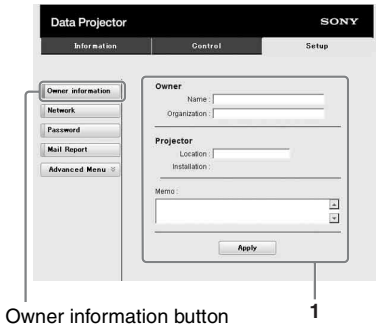 Data Projector SONY
Information Control Setup
Owner information
Network
Password
Mail Report
Advanced Menu
Owner
Name :
Organization :
Projector
Location :
Installation :
Memo :
Apply
Owner information button 1